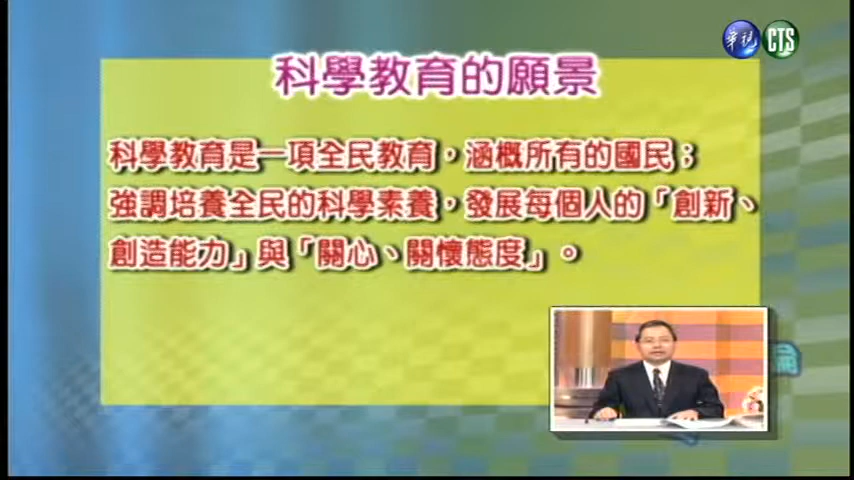 華視 CTS
科學教育的願景
科學教育是一項全民教育，涵概所有的國民；
強調培養全民的科學素養，發展每個人的「創新、
創造能力」與「關心、關懷態度」。
論